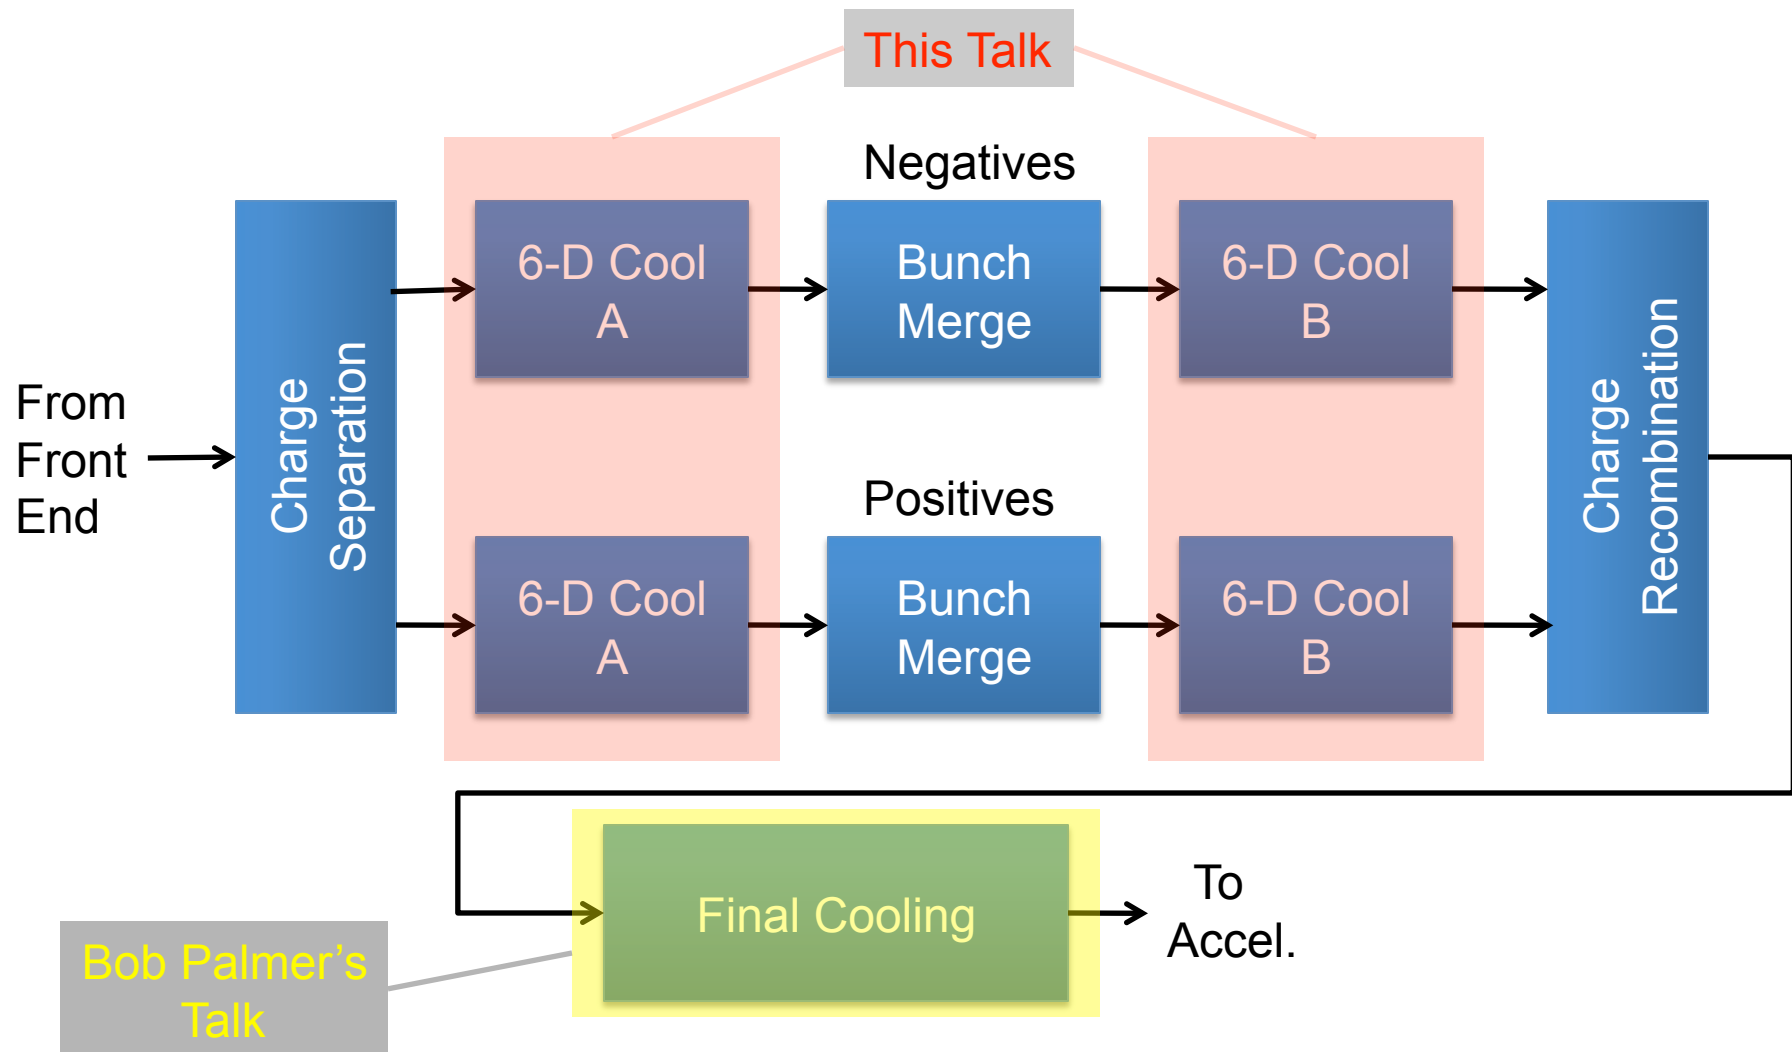 This Talk
Negatives
6-D Cool
A
Bunch
Merge
6-D Cool
B
From
Front
End
Charge
Separation
Charge
Recombination
Positives
6-D Cool
A
Bunch
Merge
6-D Cool
B
Final Cooling
To
Accel.
Bob Palmer’s
Talk